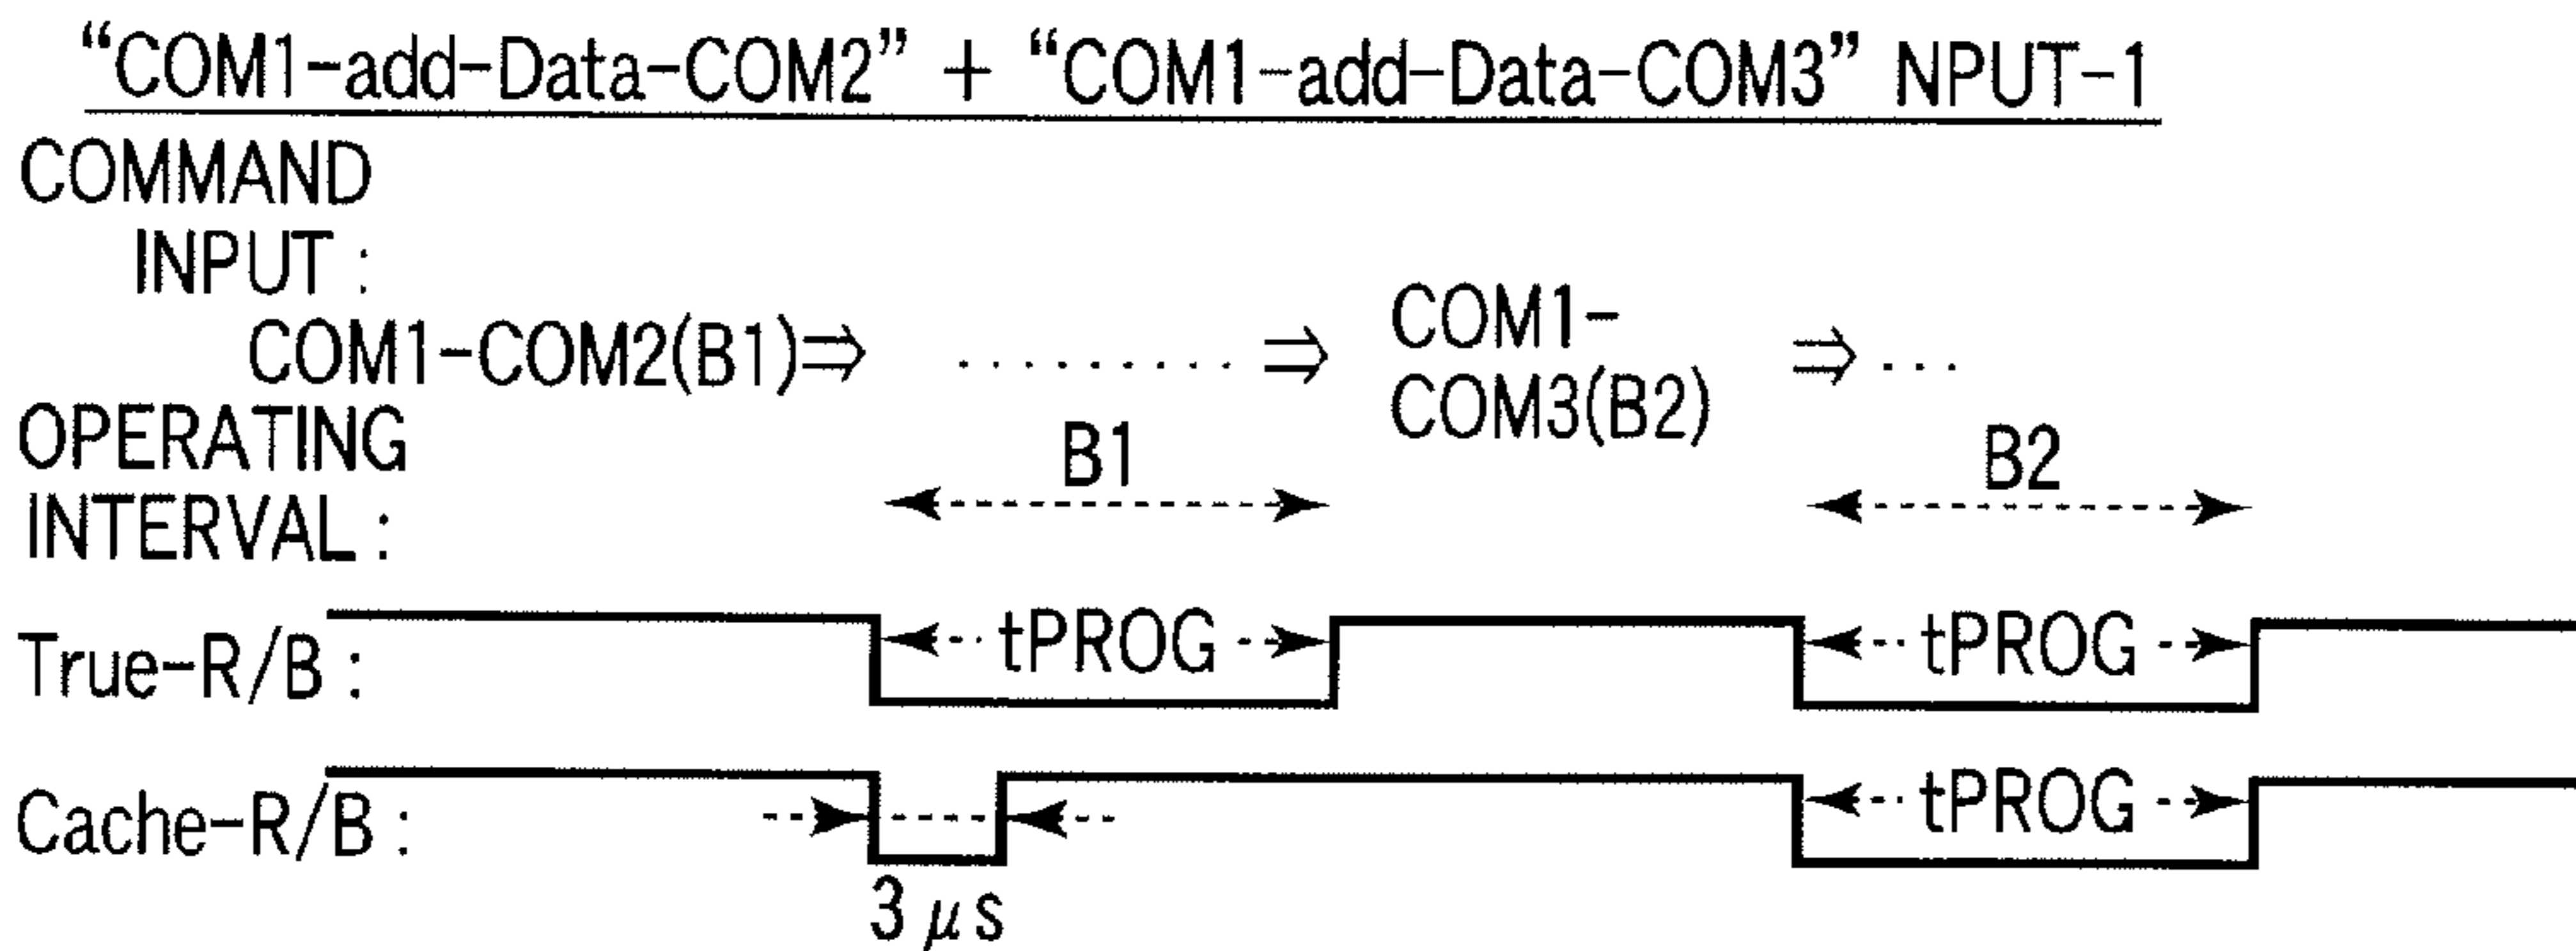 “COM1-add-Data-COM2” + “COM1-add-Data-COM3” NPUT-1
COMMAND
INPUT :
COM1-COM2(B1)⇒ ········· ⇒ COM1- ⇒ ···
COM3(B2)
OPERATING
INTERVAL :
B1 B2
True-R/B : tPROG tPROG
Cache-R/B : tPROG
3 μs